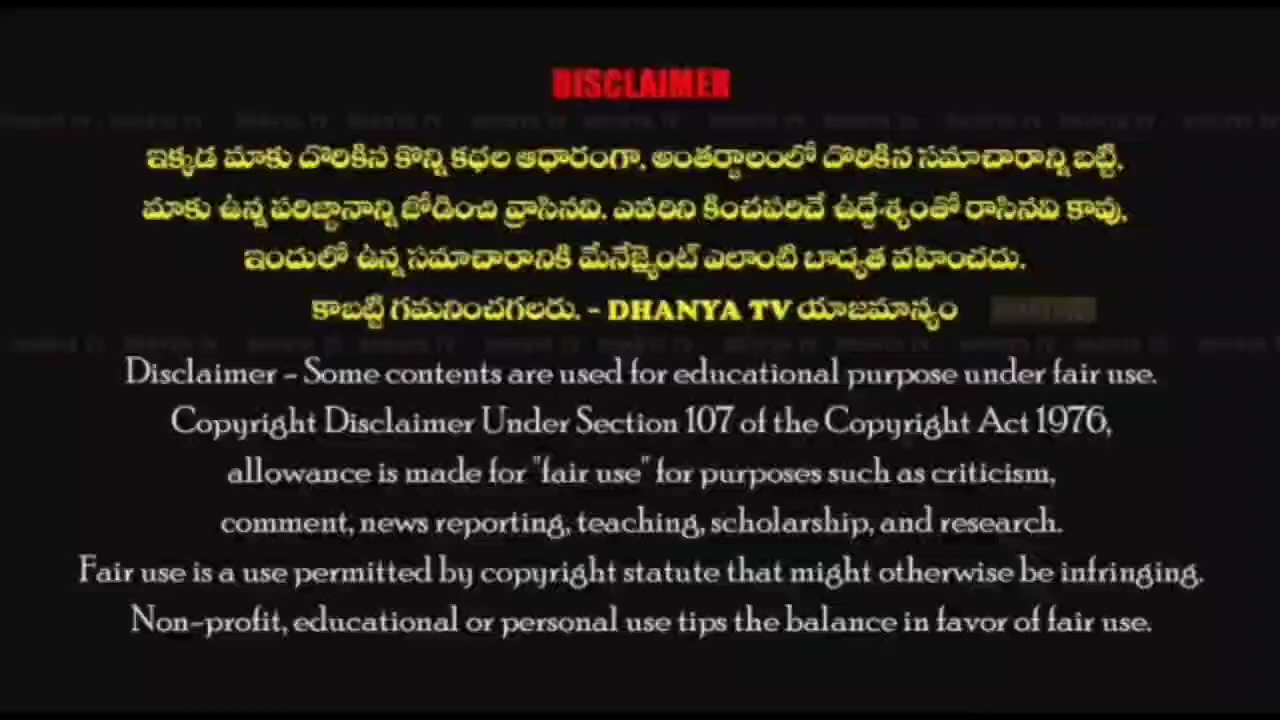 DISCLAIMER
ఇక్కడ మాకు దొరికిన కొన్ని కథల ఆధారంగా, అంతర్జాలంలో దొరికిన సమాచారాన్ని బట్టి,
మాకు ఉన్న పరిజ్ఞానాన్ని జోడించి వ్రాసినవి. ఎవరిని కించపరిచే ఉద్దేశ్యంతో రాసినవి కావు,
ఇందులో ఉన్న సమాచారానికి మేనేజ్మెంట్ ఎలాంటి బాధ్యత వహించదు.
కాబట్టి గమనించగలరు. - DHANYA TV యాజమాన్యం
Disclaimer - Some contents are used for educational purpose under fair use.
Copyright Disclaimer Under Section 107 of the Copyright Act 1976,
allowance is made for "fair use" for purposes such as criticism,
comment, news reporting, teaching, scholarship, and research.
Fair use is a use permitted by copyright statute that might otherwise be infringing.
Non-profit, educational or personal use tips the balance in favor of fair use.